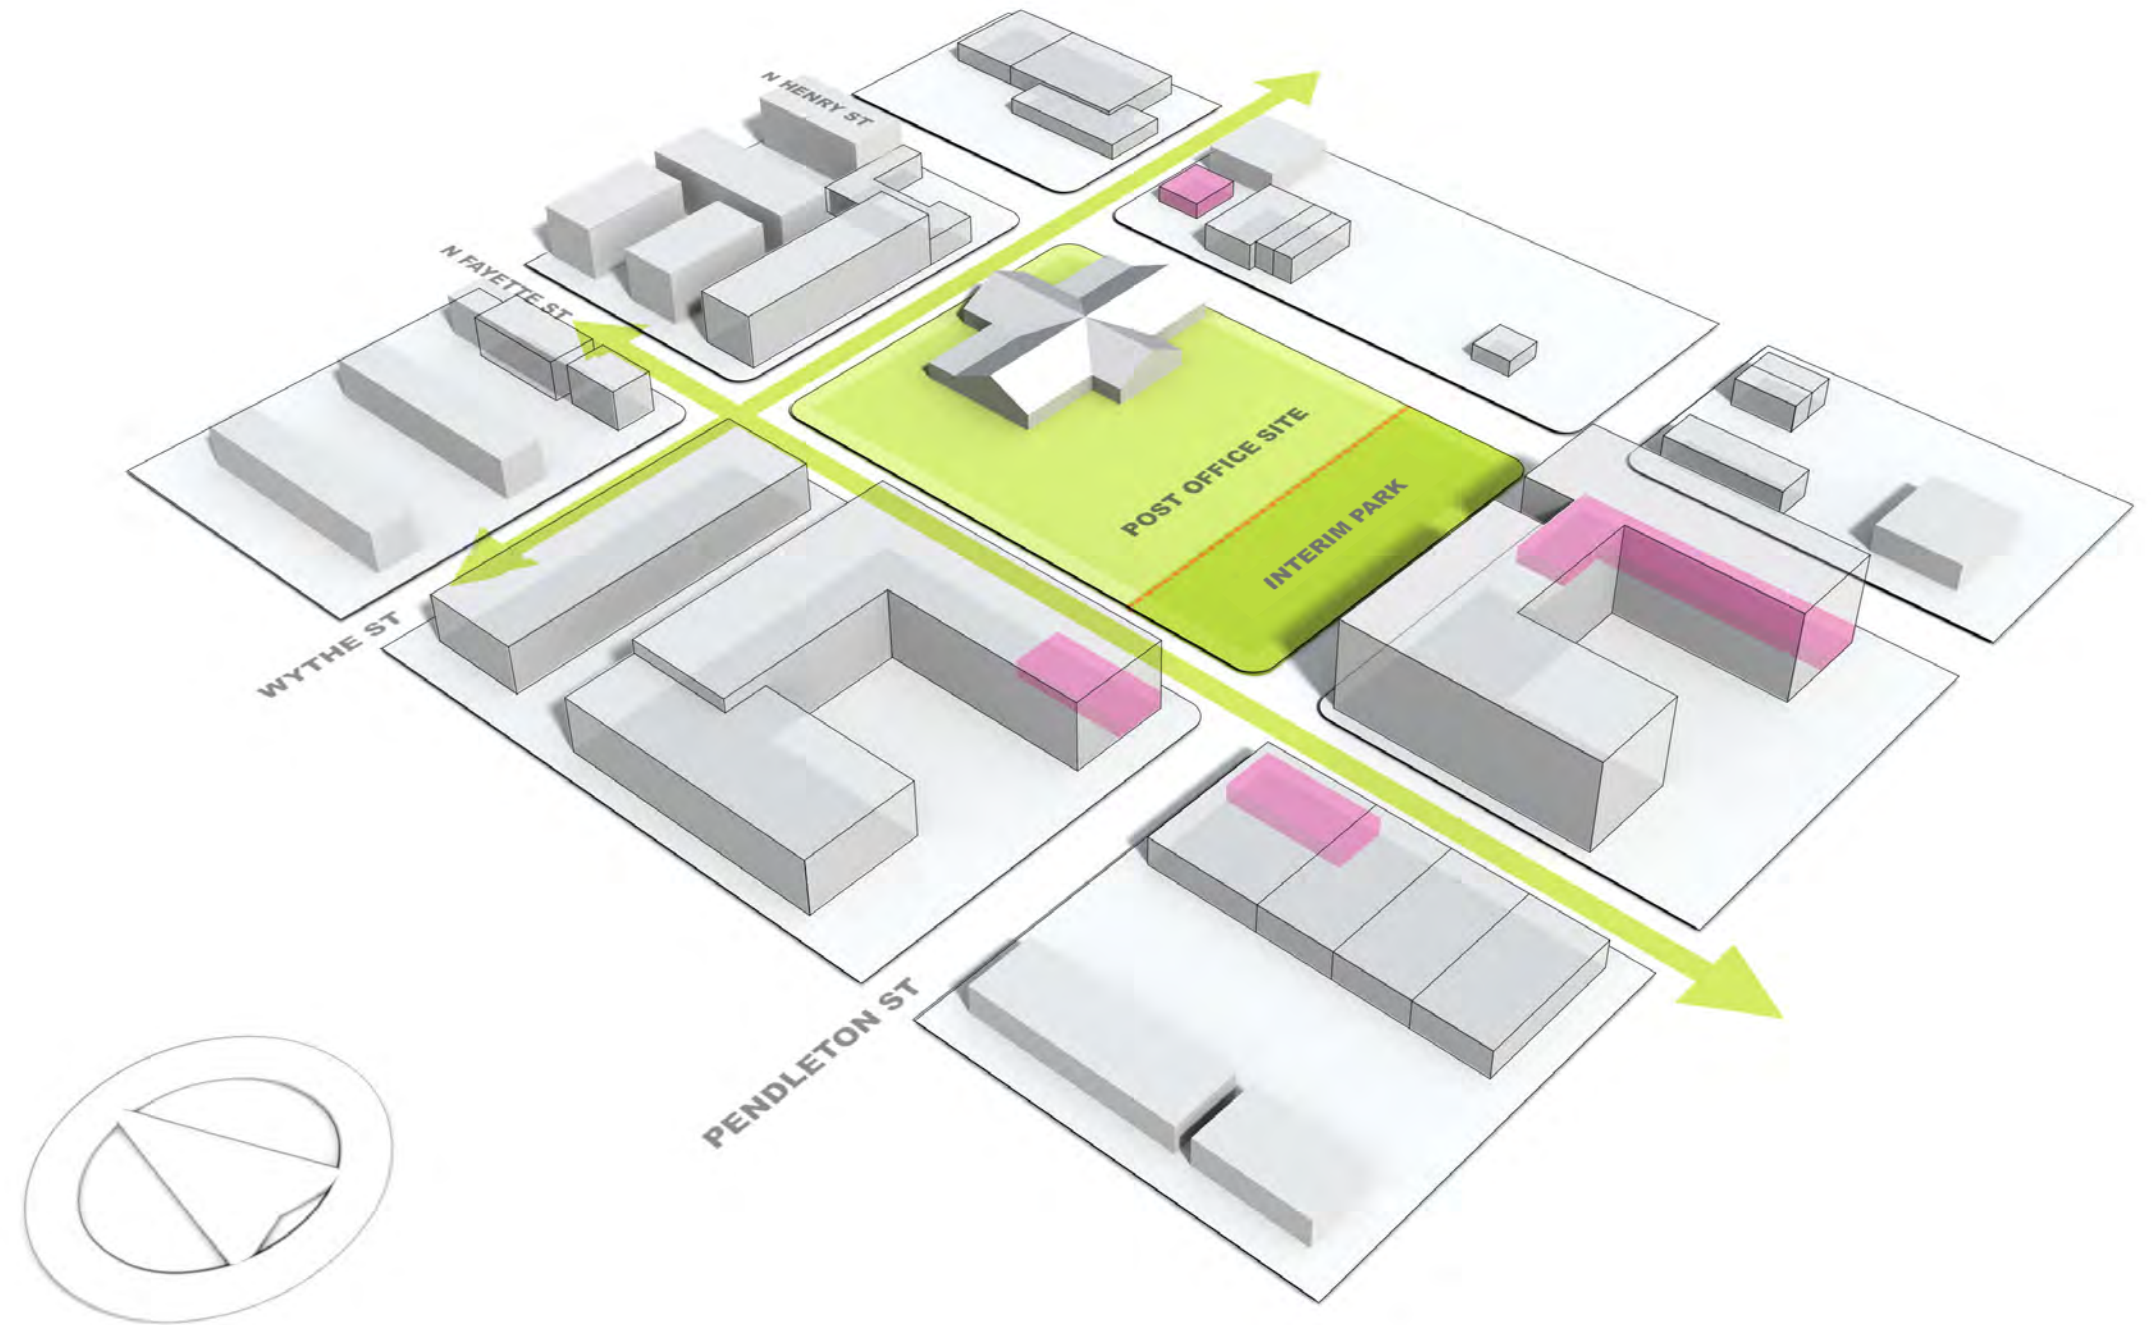 N HENRY ST
N FAYETTE ST
POST OFFICE SITE
INTERIM PARK
WYTHE ST
PENDLETON ST